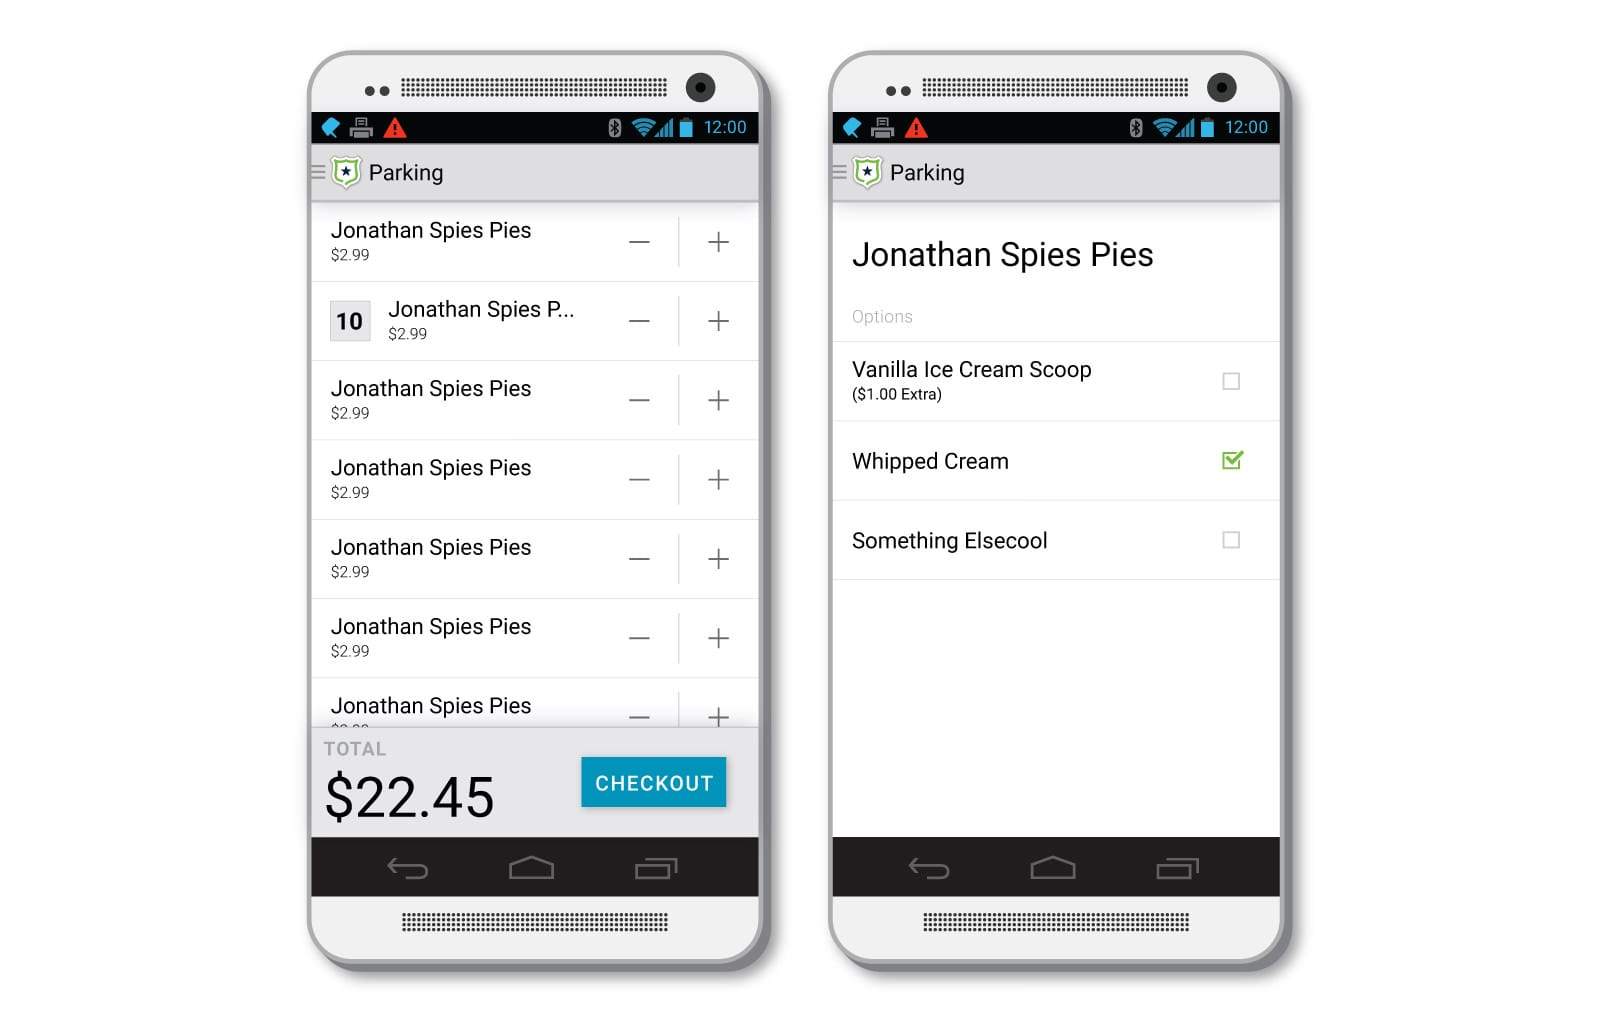 12:00
Parking
Jonathan Spies Pies
$2.99
10
Jonathan Spies P...
$2.99
Jonathan Spies Pies
$2.99
Jonathan Spies Pies
$2.99
Jonathan Spies Pies
$2.99
Jonathan Spies Pies
$2.99
Jonathan Spies Pies
TOTAL
$22.45
CHECKOUT
12:00
Parking
Jonathan Spies Pies
Options
Vanilla Ice Cream Scoop
($1.00 Extra)
Whipped Cream
Something Elsecool